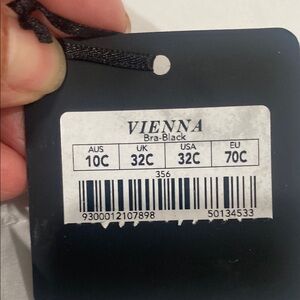 VIENNA
Bra-Black
AUS UK USA EU
10C 32C 32C 70C
356
9300012107898 50134533